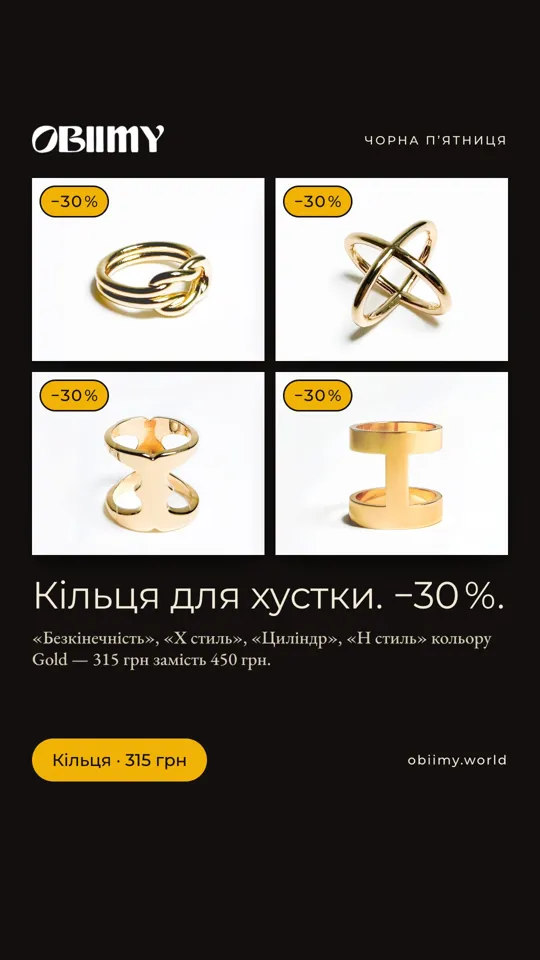 OBIIMY
ЧОРНА П’ЯТНИЦЯ
−30 %
−30 %
−30 %
−30 %
Кільця для хустки. −30 %.
«Безкінечність», «Х стиль», «Циліндр», «Н стиль» кольору
Gold — 315 грн замість 450 грн.
Кільця · 315 грн
obiimy.world